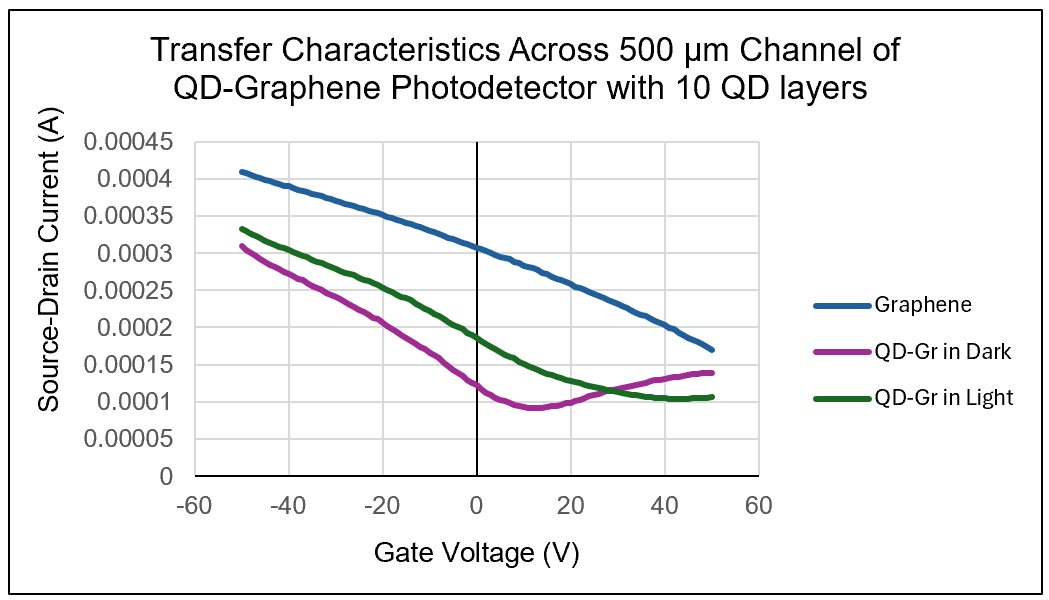 Transfer Characteristics Across 500 µm Channel of
QD-Graphene Photodetector with 10 QD layers
Source-Drain Current (A)
0.00045
0.0004
0.00035
0.0003
0.00025
0.0002
0.00015
0.0001
0.00005
0
-60 -40 -20 0 20 40 60
Gate Voltage (V)
Graphene
QD-Gr in Dark
QD-Gr in Light